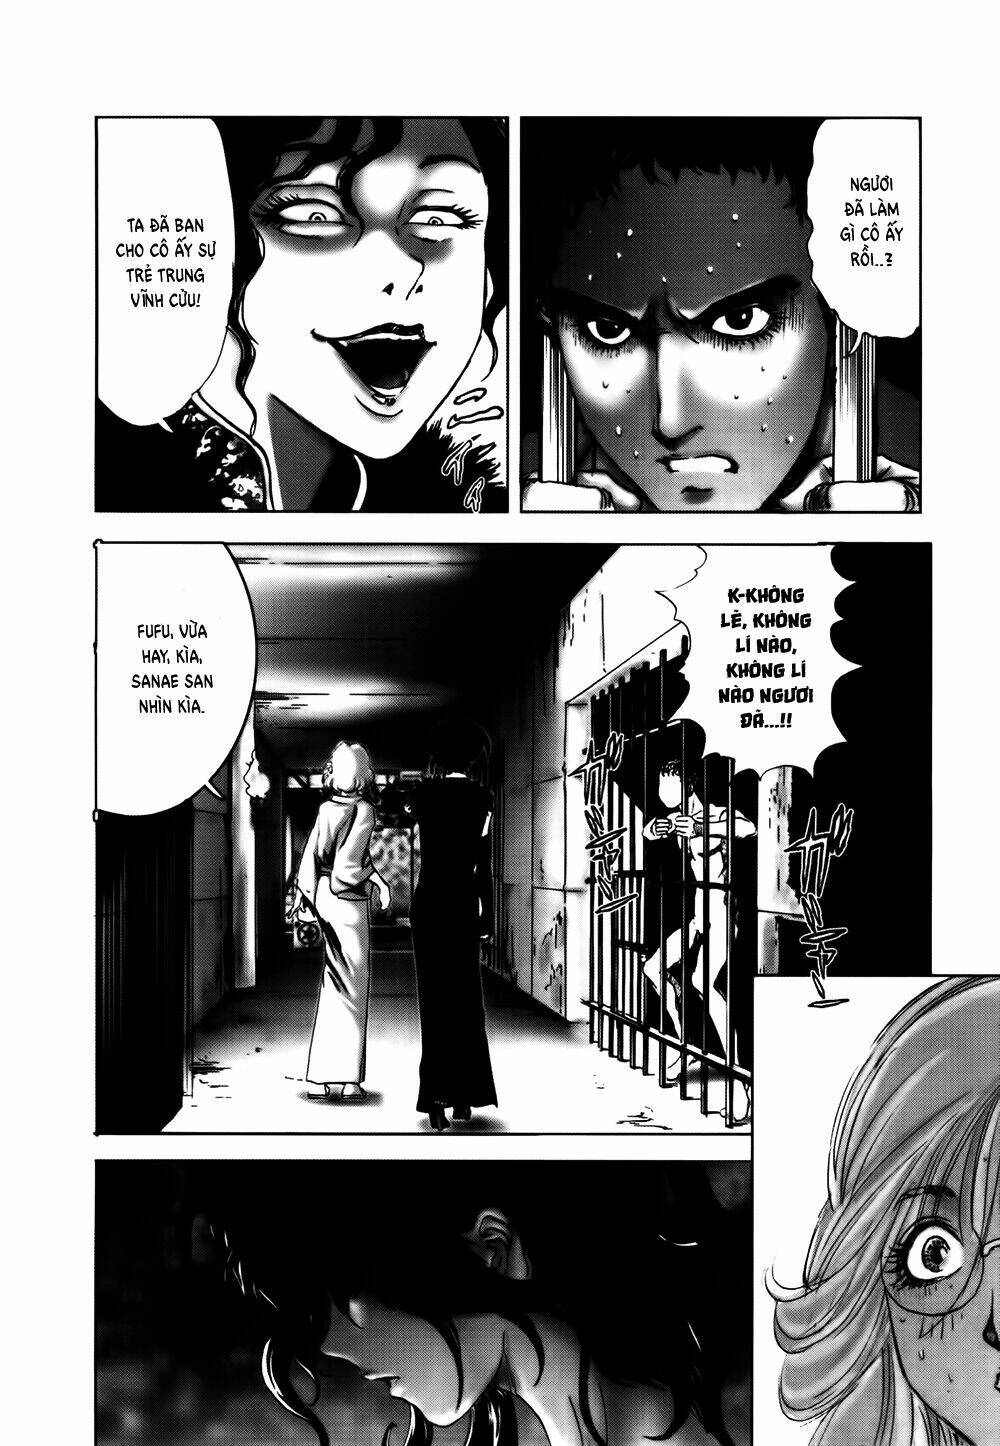 NGƯƠI
ĐÃ LÀM
GÌ CÔ ẤY
RỒI..?
TA ĐÃ BAN
CHO CÔ ẤY SỰ
TRẺ TRUNG
VĨNH CỬU!
K-KHÔNG
LẼ, KHÔNG
LÍ NÀO,
KHÔNG LÍ
NÀO NGƯƠI
ĐÃ...!!
FUFU, VỪA
HAY, KÌA,
SANAE SAN
NHÌN KÌA.